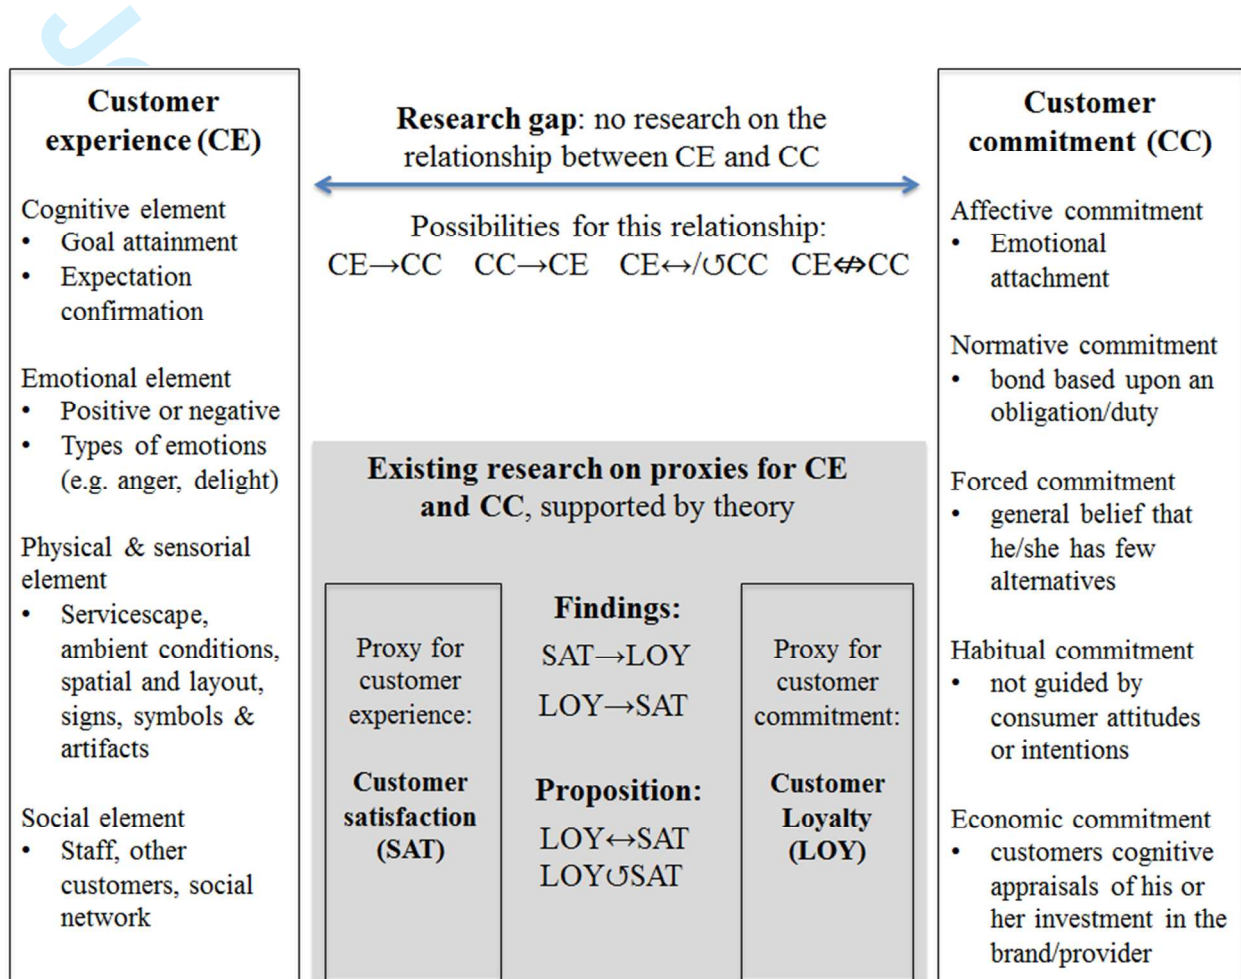 Customer
experience (CE)
Cognitive element
• Goal attainment
• Expectation
confirmation
Emotional element
• Positive or negative
• Types of emotions
(e.g. anger, delight)
Physical & sensorial
element
• Servicescape,
ambient conditions,
spatial and layout,
signs, symbols &
artifacts
Social element
• Staff, other
customers, social
network
Research gap: no research on the
relationship between CE and CC
Possibilities for this relationship:
CE→CC CC→CE CE↔/↺CC CE⇎CC
Existing research on proxies for CE
and CC, supported by theory
Proxy for
customer
experience:
Customer
satisfaction
(SAT)
Findings:
SAT→LOY
LOY→SAT
Proposition:
LOY↔SAT
LOY↺SAT
Proxy for
customer
commitment:
Customer
Loyalty
(LOY)
Customer
commitment (CC)
Affective commitment
• Emotional
attachment
Normative commitment
• bond based upon an
obligation/duty
Forced commitment
• general belief that
he/she has few
alternatives
Habitual commitment
• not guided by
consumer attitudes
or intentions
Economic commitment
• customers cognitive
appraisals of his or
her investment in the
brand/provider